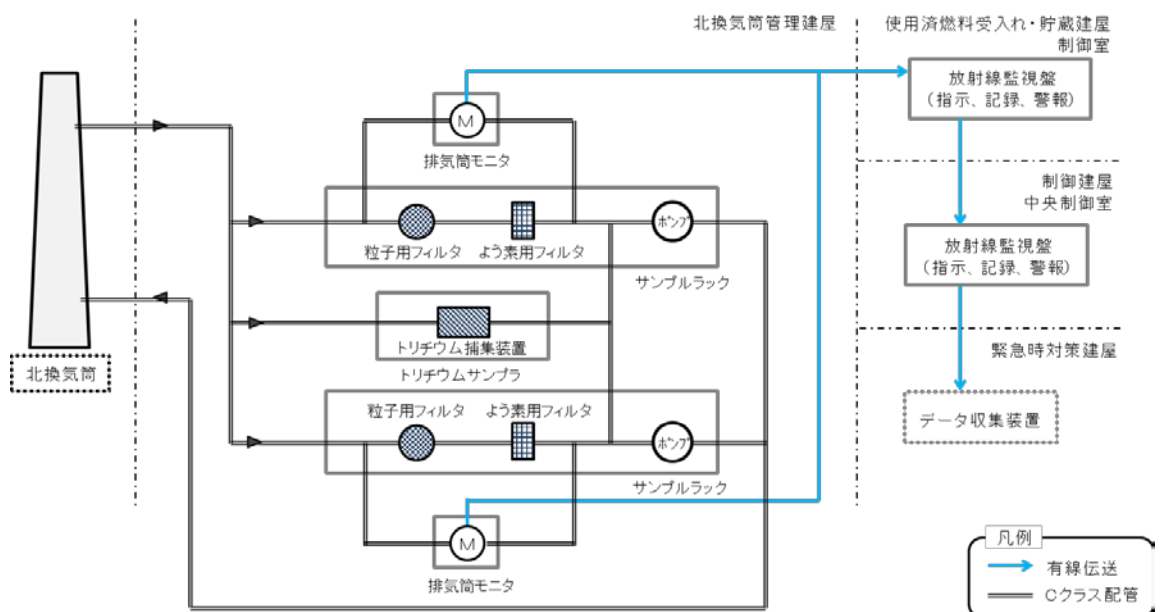 北換気筒管理建屋
使用済燃料受入れ・貯蔵建屋
制御室
放射線監視盤
(指示、記録、警報)
M
排気筒モニタ
制御建屋
中央制御室
ポンプ
粒子用フィルタ
よう素用フィルタ
サンプルラック
放射線監視盤
(指示、記録、警報)
トリチウム捕集装置
トリチウムサンプラ
北換気筒
緊急時対策建屋
粒子用フィルタ
よう素用フィルタ
データ収集装置
ポンプ
サンプルラック
M
排気筒モニタ
凡例
有線伝送
Cクラス配管